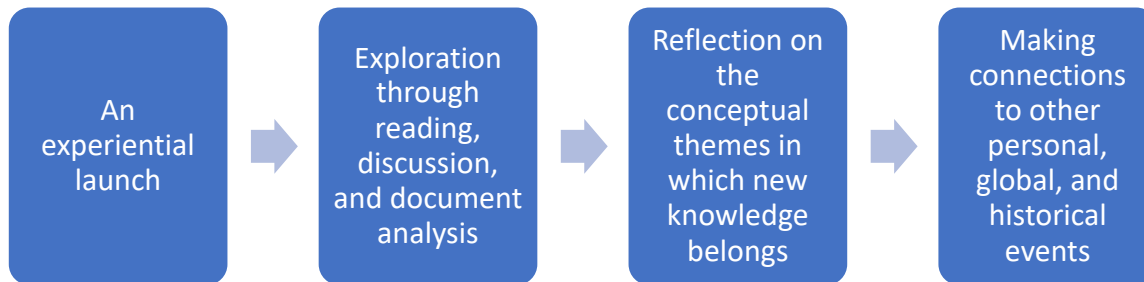 An
experiential
launch
Exploration
through
reading,
discussion,
and document
analysis
Reflection on
the
conceptual
themes in
which new
knowledge
belongs
Making
connections
to other
personal,
global, and
historical
events